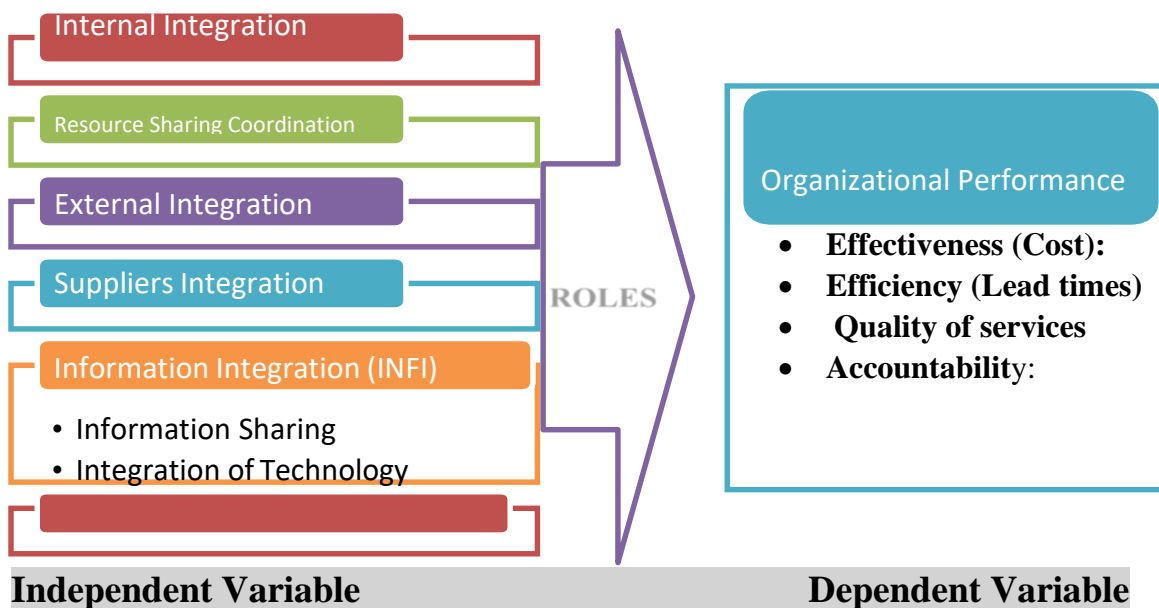 Internal Integration
Resource Sharing Coordination
External Integration
Suppliers Integration
Information Integration (INFI)
• Information Sharing
• Integration of Technology
ROLES
Organizational Performance
• Effectiveness (Cost):
• Efficiency (Lead times)
• Quality of services
• Accountability:
Independent Variable
Dependent Variable